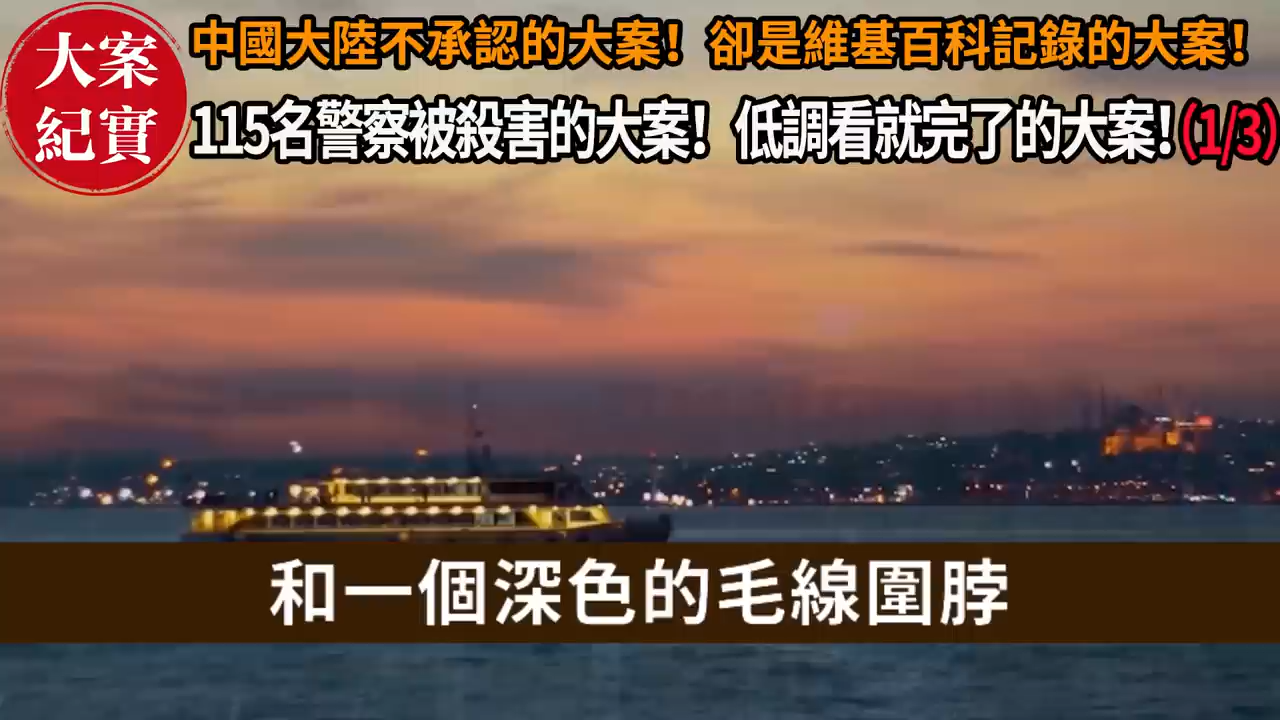 大案
紀實
中國大陸不承認的大案！卻是維基百科記錄的大案！
115名警察被殺害的大案！低調看就完了的大案！(1/3)
和一個深色的毛線圍脖